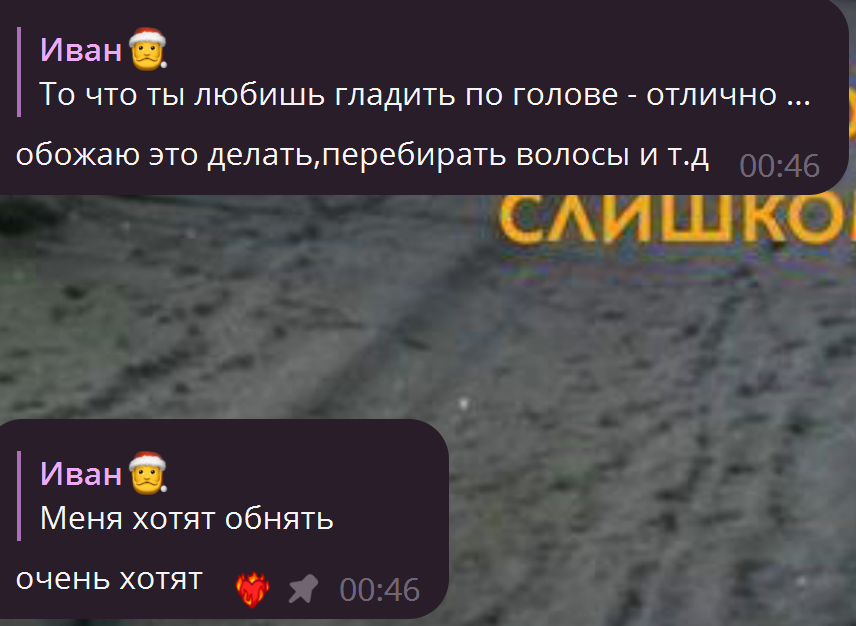 Иван🎅
То что ты любишь гладить по голове - отлично ...
обожаю это делать,перебирать волосы и т.д 00:46
Иван🎅
Меня хотят обнять
очень хотят ❤️‍🔥 📌 00:46